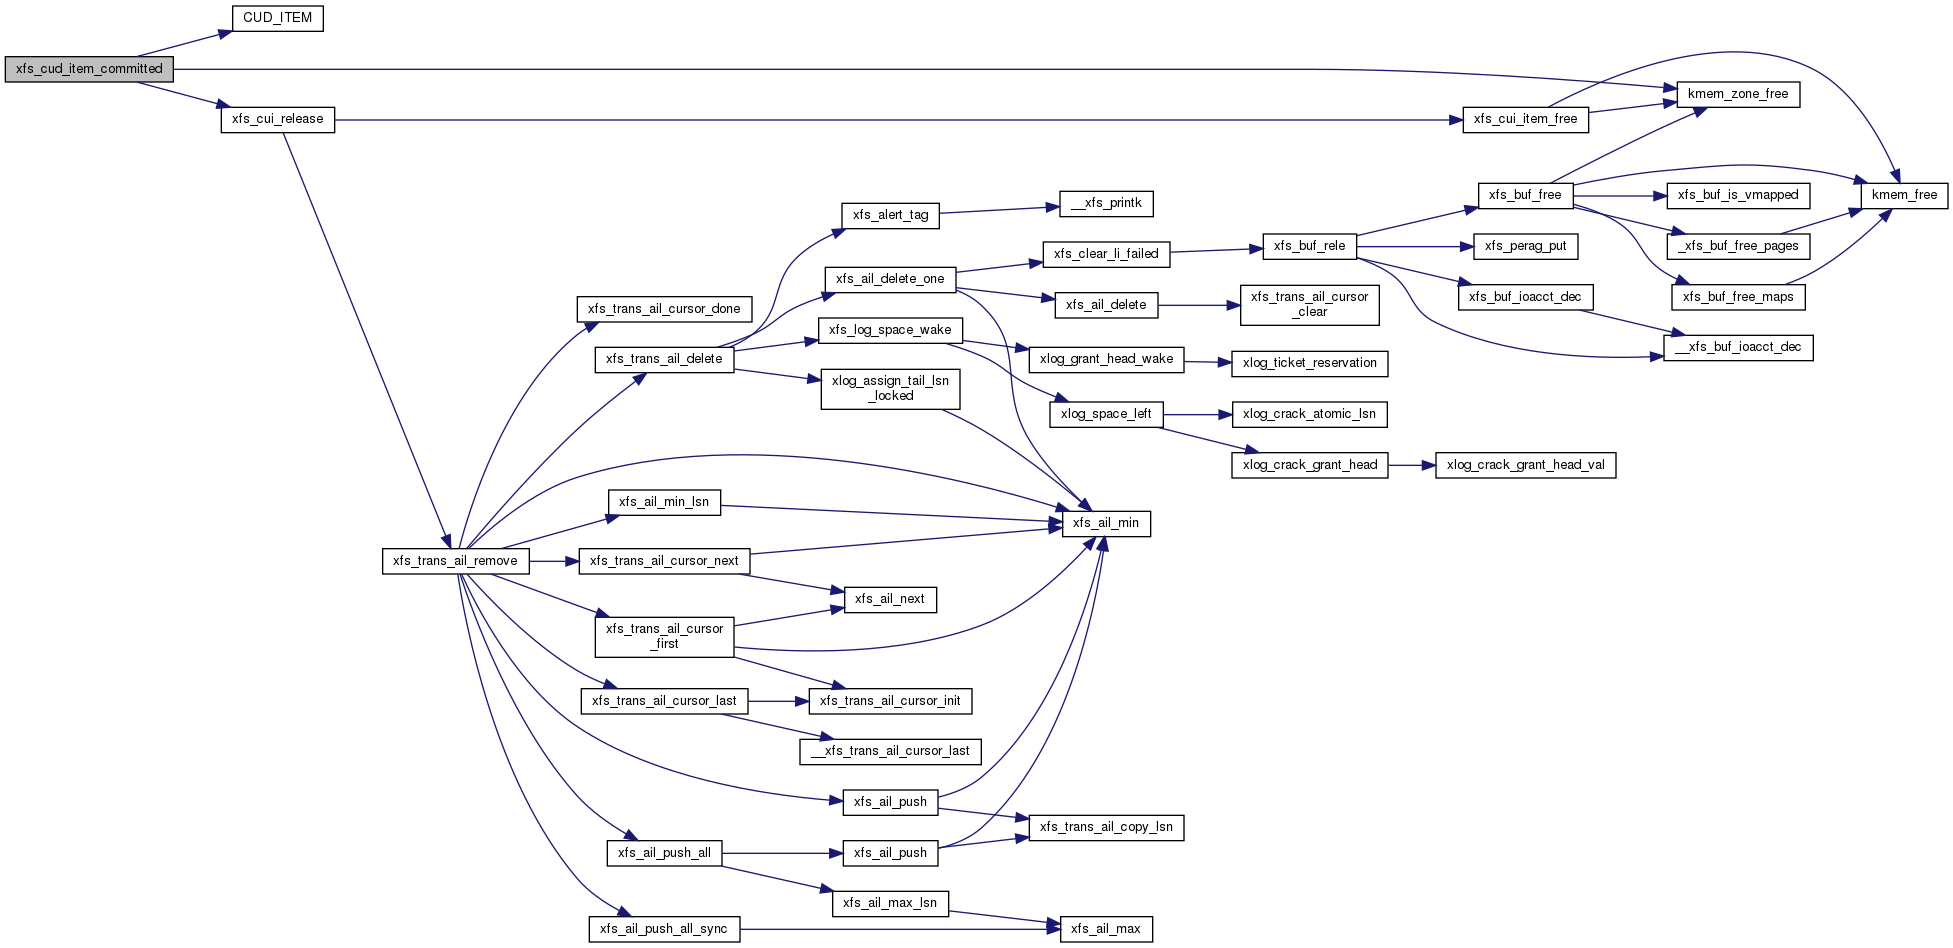 CUD_ITEM
xfs_cud_item_committed
kmem_zone_free
xfs_cui_release
xfs_cui_item_free
xfs_buf_free
xfs_buf_is_vmapped
kmem_free
__xfs_printk
xfs_alert_tag
xfs_clear_li_failed
xfs_buf_rele
xfs_perag_put
_xfs_buf_free_pages
xfs_ail_delete_one
xfs_ail_delete
xfs_trans_ail_cursor
_clear
xfs_buf_ioacct_dec
xfs_buf_free_maps
xfs_trans_ail_cursor_done
xfs_log_space_wake
xfs_trans_ail_delete
xlog_grant_head_wake
xlog_ticket_reservation
__xfs_buf_ioacct_dec
xlog_assign_tail_lsn
_locked
xlog_space_left
xlog_crack_atomic_lsn
xlog_crack_grant_head
xlog_crack_grant_head_val
xfs_ail_min_lsn
xfs_ail_min
xfs_trans_ail_remove
xfs_trans_ail_cursor_next
xfs_ail_next
xfs_trans_ail_cursor
_first
xfs_trans_ail_cursor_last
xfs_trans_ail_cursor_init
__xfs_trans_ail_cursor_last
xfs_ail_push
xfs_trans_ail_copy_lsn
xfs_ail_push_all
xfs_ail_push
xfs_ail_max_lsn
xfs_ail_push_all_sync
xfs_ail_max